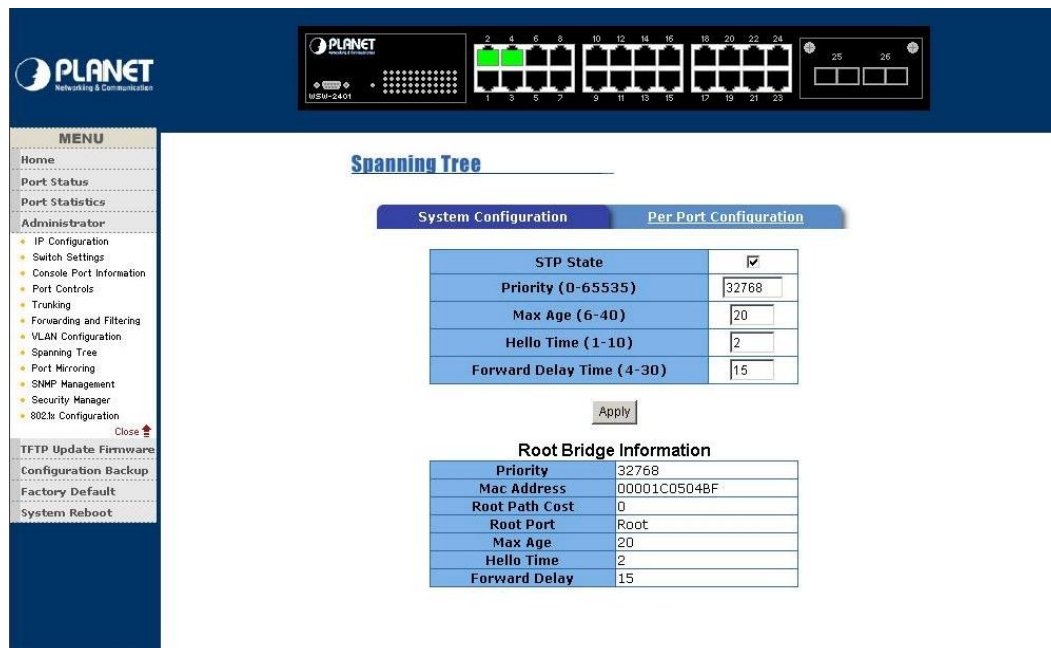 PLANET
Networking & Communication
PLANET
Networking & Communication
WSW-2401
2 4 6 8 10 12 14 16 18 20 22 24
1 3 5 7 9 11 13 15 17 19 21 23
25 26
MENU
Home
Port Status
Port Statistics
Administrator
IP Configuration
Switch Settings
Console Port Information
Port Controls
Trunking
Forwarding and Filtering
VLAN Configuration
Spanning Tree
Port Mirroring
SNMP Management
Security Manager
802.1x Configuration
Close
TFTP Update Firmware
Configuration Backup
Factory Default
System Reboot
Spanning Tree
System Configuration Per Port Configuration
STP State
Priority (0-65535) 32768
Max Age (6-40) 20
Hello Time (1-10) 2
Forward Delay Time (4-30) 15
Apply
Root Bridge Information
Priority 32768
Mac Address 00001C0504BF
Root Path Cost 0
Root Port Root
Max Age 20
Hello Time 2
Forward Delay 15